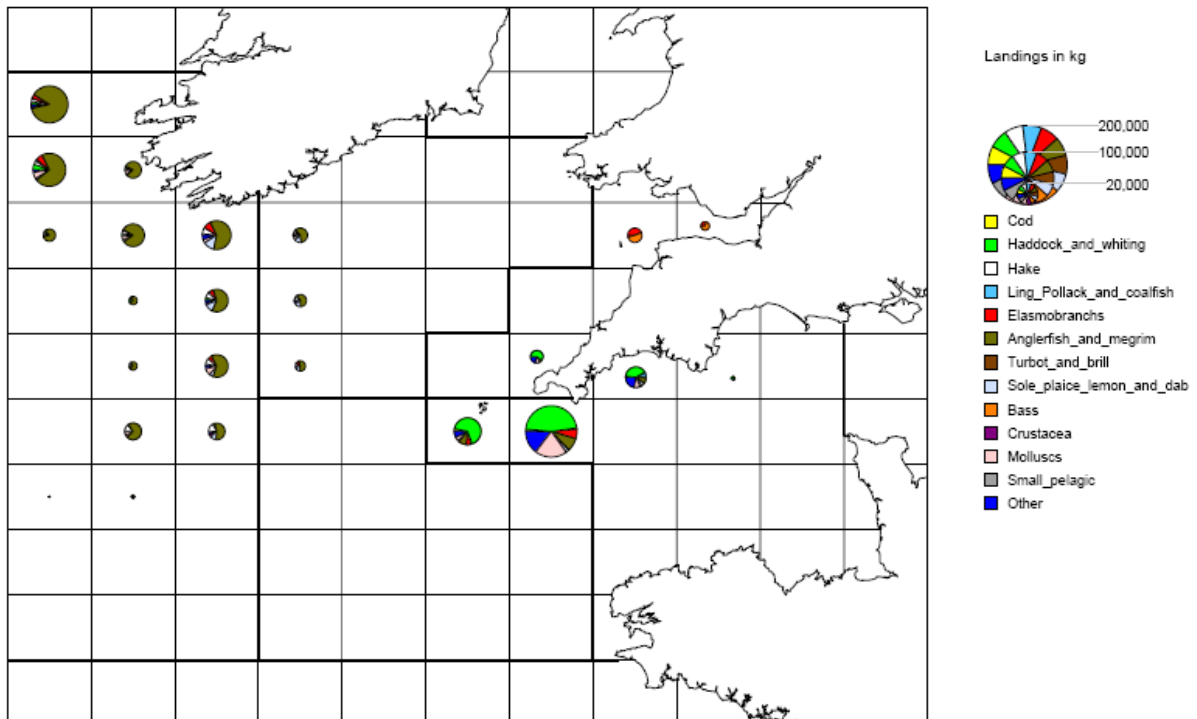 Landings in kg
200,000
100,000
20,000
Cod
Haddock_and_whiting
Hake
Ling_Pollack_and_coalfish
Elasmobranchs
Anglerfish_and_megrim
Turbot_and_brill
Sole_plaice_lemon_and_dab
Bass
Crustacea
Molluscs
Small_pelagic
Other